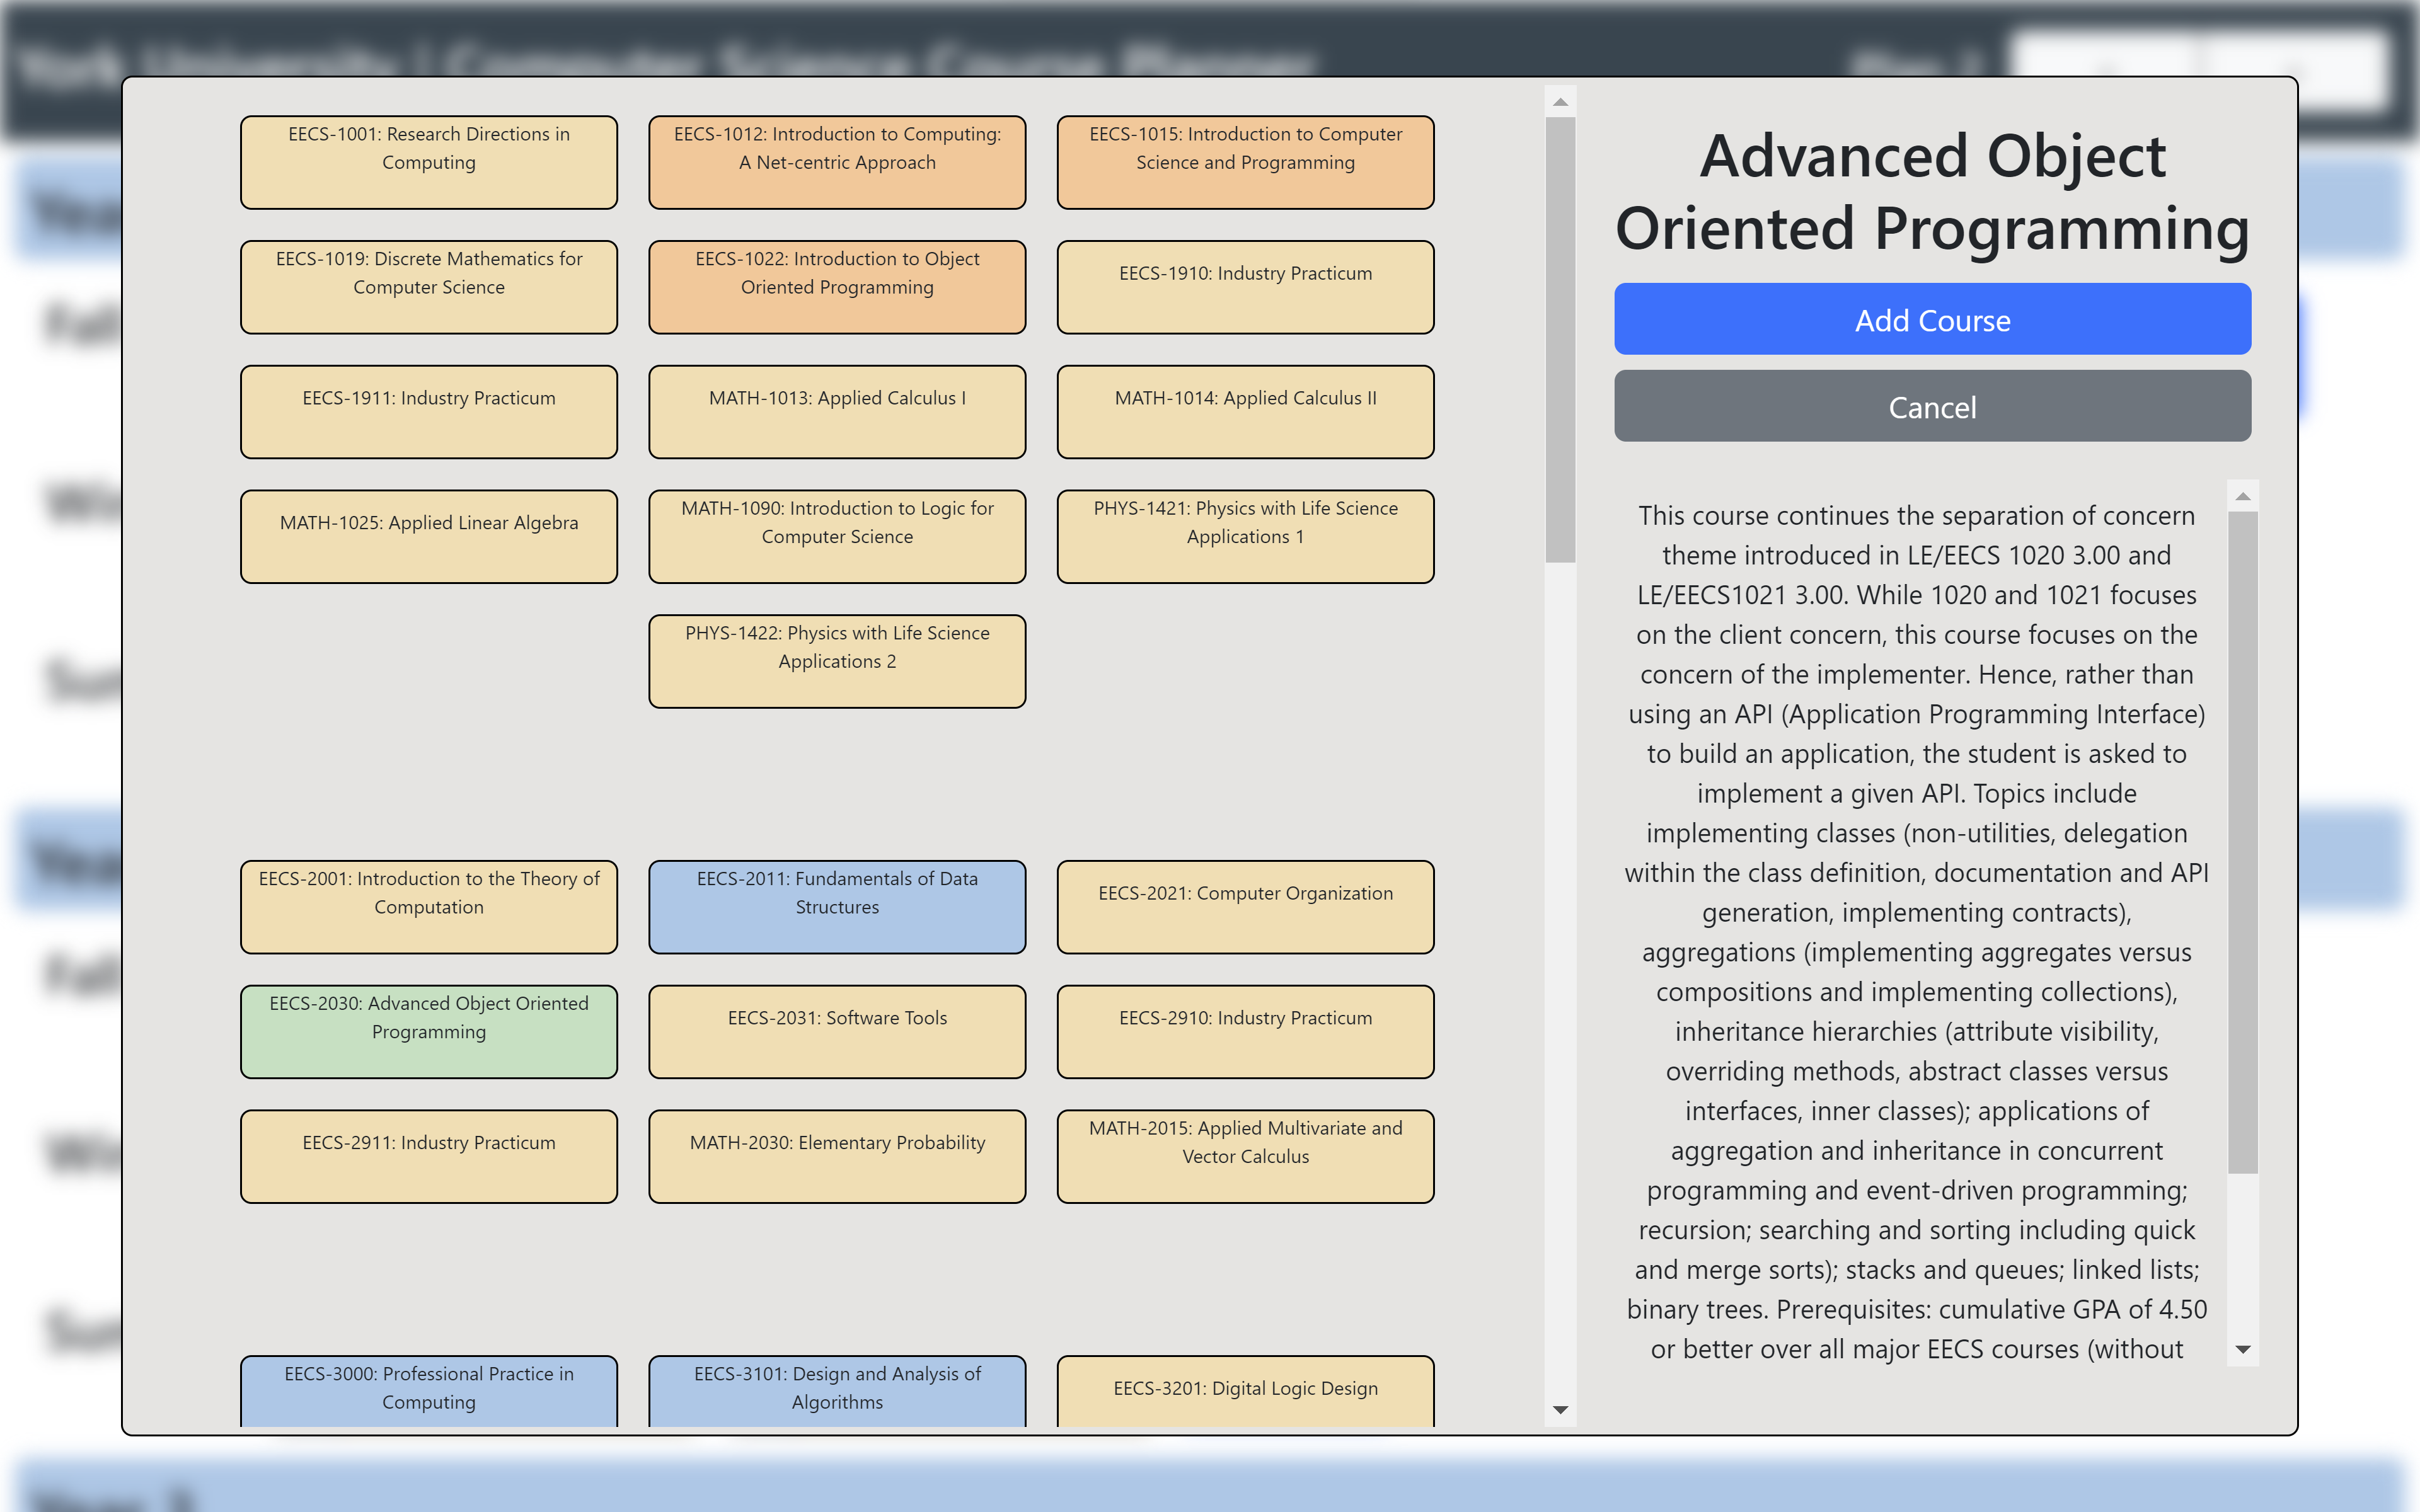 York University | Computer Science Course Planner
Plan 2
EECS-1001: Research Directions in
Computing
EECS-1012: Introduction to Computing:
A Net-centric Approach
EECS-1015: Introduction to Computer
Science and Programming
EECS-1019: Discrete Mathematics for
Computer Science
EECS-1022: Introduction to Object
Oriented Programming
EECS-1910: Industry Practicum
EECS-1911: Industry Practicum
MATH-1013: Applied Calculus I
MATH-1014: Applied Calculus II
MATH-1025: Applied Linear Algebra
MATH-1090: Introduction to Logic for
Computer Science
PHYS-1421: Physics with Life Science
Applications 1
PHYS-1422: Physics with Life Science
Applications 2
EECS-2001: Introduction to the Theory of
Computation
EECS-2011: Fundamentals of Data
Structures
EECS-2021: Computer Organization
EECS-2030: Advanced Object Oriented
Programming
EECS-2031: Software Tools
EECS-2910: Industry Practicum
EECS-2911: Industry Practicum
MATH-2030: Elementary Probability
MATH-2015: Applied Multivariate and
Vector Calculus
EECS-3000: Professional Practice in
Computing
EECS-3101: Design and Analysis of
Algorithms
EECS-3201: Digital Logic Design
Advanced Object
Oriented Programming
Add Course
Cancel
This course continues the separation of concern
theme introduced in LE/EECS 1020 3.00 and
LE/EECS1021 3.00. While 1020 and 1021 focuses
on the client concern, this course focuses on the
concern of the implementer. Hence, rather than
using an API (Application Programming Interface)
to build an application, the student is asked to
implement a given API. Topics include
implementing classes (non-utilities, delegation
within the class definition, documentation and API
generation, implementing contracts),
aggregations (implementing aggregates versus
compositions and implementing collections),
inheritance hierarchies (attribute visibility,
overriding methods, abstract classes versus
interfaces, inner classes); applications of
aggregation and inheritance in concurrent
programming and event-driven programming;
recursion; searching and sorting including quick
and merge sorts); stacks and queues; linked lists;
binary trees. Prerequisites: cumulative GPA of 4.50
or better over all major EECS courses (without